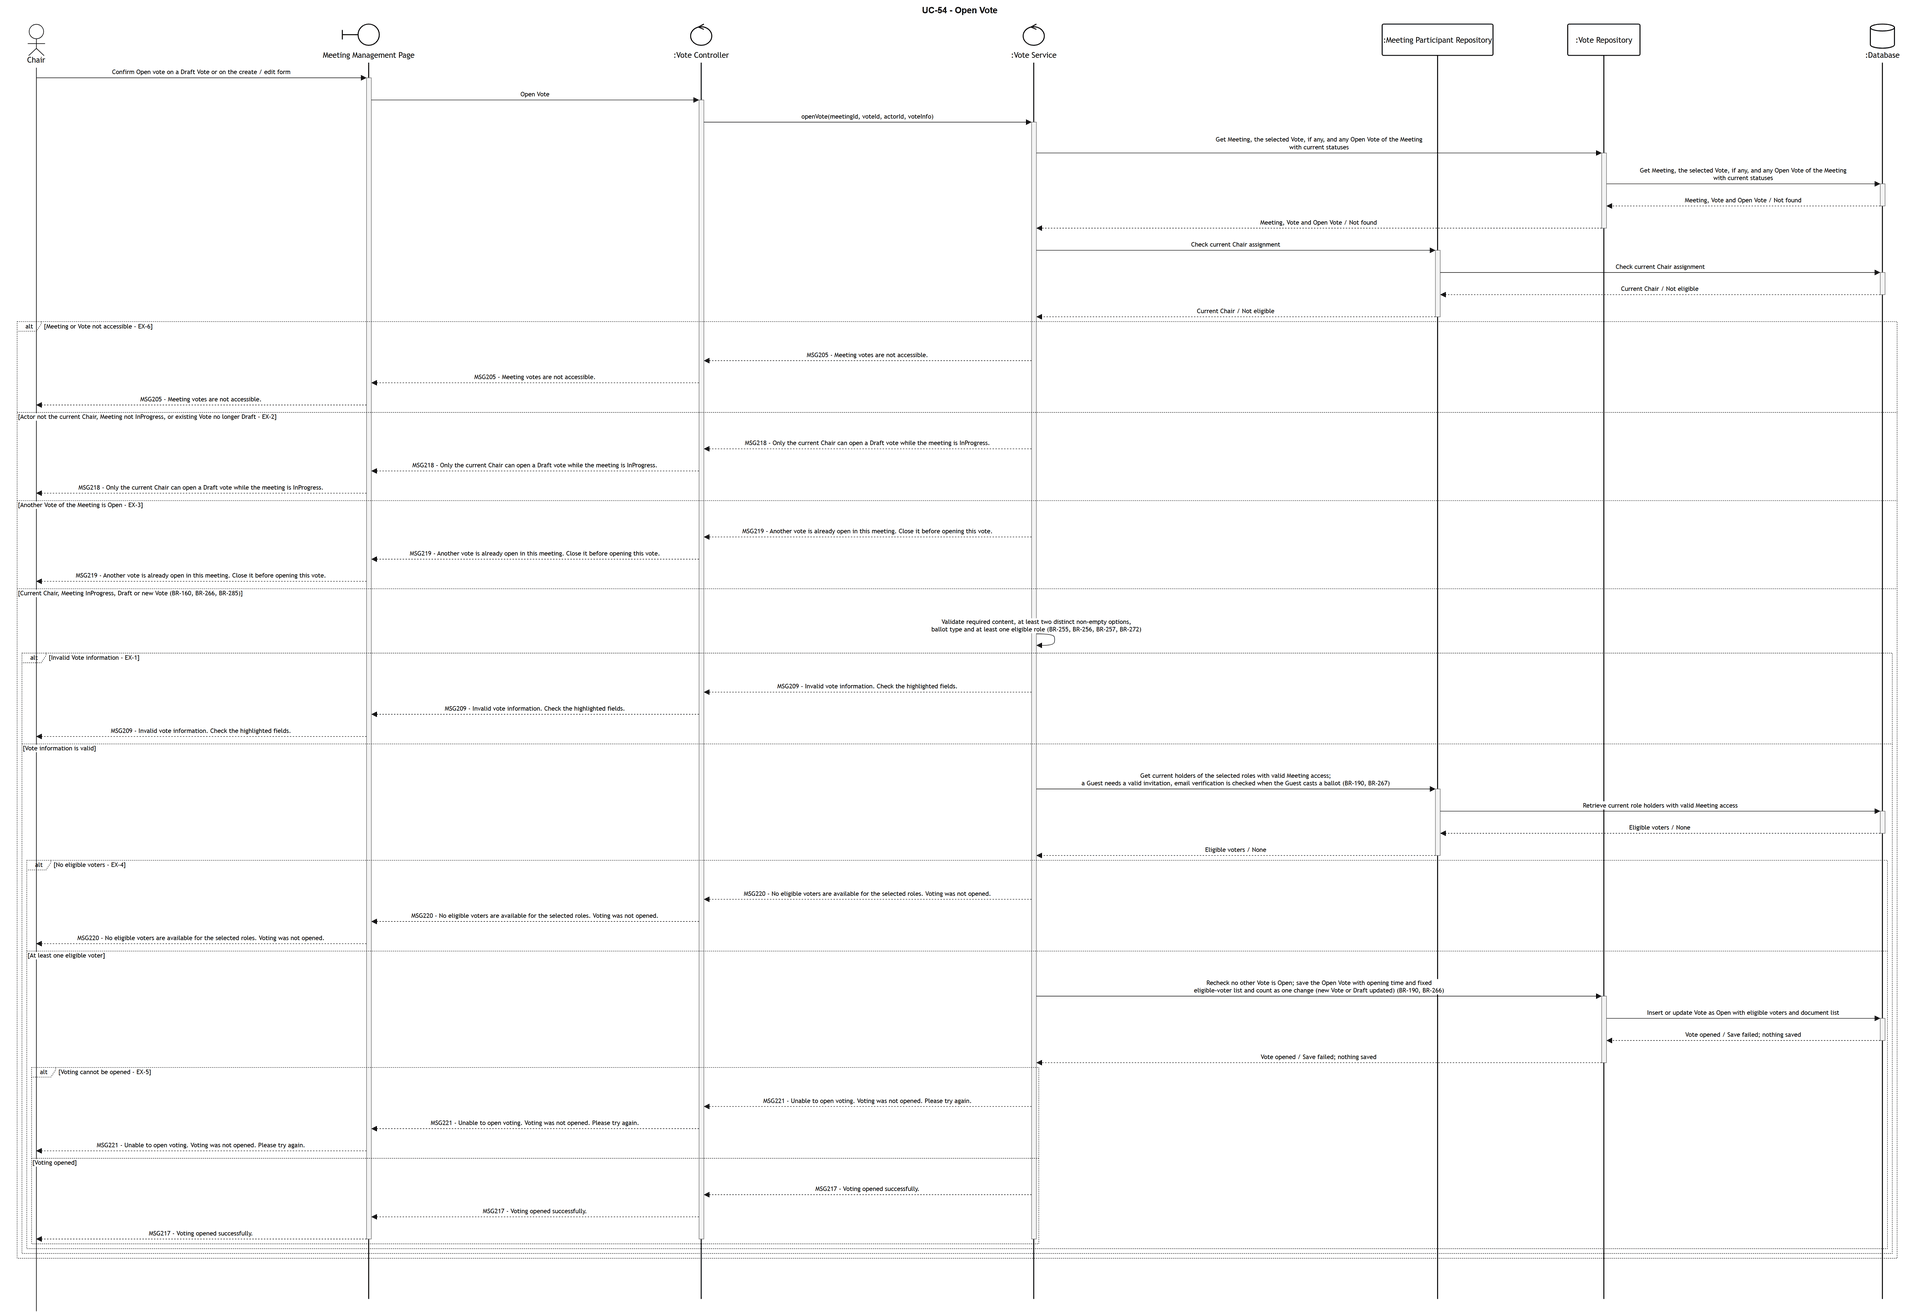 UC-54 - Open Vote
Chair
Meeting Management Page
:Vote Controller
:Vote Service
:Meeting Participant Repository
:Vote Repository
:Database
Confirm Open vote on a Draft Vote or on the create / edit form
Open Vote
openVote(meetingId, voteId, actorId, voteInfo)
Get Meeting, the selected Vote, if any, and any Open Vote of the Meeting
with current statuses
Get Meeting, the selected Vote, if any, and any Open Vote of the Meeting
with current statuses
Meeting, Vote and Open Vote / Not found
Meeting, Vote and Open Vote / Not found
Check current Chair assignment
Check current Chair assignment
Current Chair / Not eligible
Current Chair / Not eligible
alt [Meeting or Vote not accessible - EX-6]
MSG205 - Meeting votes are not accessible.
MSG205 - Meeting votes are not accessible.
MSG205 - Meeting votes are not accessible.
[Actor not the current Chair, Meeting not InProgress, or existing Vote no longer Draft - EX-2]
MSG218 - Only the current Chair can open a Draft vote while the meeting is InProgress.
MSG218 - Only the current Chair can open a Draft vote while the meeting is InProgress.
MSG218 - Only the current Chair can open a Draft vote while the meeting is InProgress.
[Another Vote of the Meeting is Open - EX-3]
MSG219 - Another vote is already open in this meeting. Close it before opening this vote.
MSG219 - Another vote is already open in this meeting. Close it before opening this vote.
MSG219 - Another vote is already open in this meeting. Close it before opening this vote.
[Current Chair, Meeting InProgress, Draft or new Vote (BR-160, BR-266, BR-285)]
Validate required content, at least two distinct non-empty options,
ballot type and at least one eligible role (BR-255, BR-256, BR-257, BR-272)
alt [Invalid Vote information - EX-1]
MSG209 - Invalid vote information. Check the highlighted fields.
MSG209 - Invalid vote information. Check the highlighted fields.
MSG209 - Invalid vote information. Check the highlighted fields.
[Vote information is valid]
Get current holders of the selected roles with valid Meeting access;
a Guest needs a valid invitation, email verification is checked when the Guest casts a ballot (BR-190, BR-267)
Retrieve current role holders with valid Meeting access
Eligible voters / None
Eligible voters / None
alt [No eligible voters - EX-4]
MSG220 - No eligible voters are available for the selected roles. Voting was not opened.
MSG220 - No eligible voters are available for the selected roles. Voting was not opened.
MSG220 - No eligible voters are available for the selected roles. Voting was not opened.
[At least one eligible voter]
Recheck no other Vote is Open; save the Open Vote with opening time and fixed
eligible-voter list and count as one change (new Vote or Draft updated) (BR-190, BR-266)
Insert or update Vote as Open with eligible voters and document list
Vote opened / Save failed; nothing saved
Vote opened / Save failed; nothing saved
alt [Voting cannot be opened - EX-5]
MSG221 - Unable to open voting. Voting was not opened. Please try again.
MSG221 - Unable to open voting. Voting was not opened. Please try again.
MSG221 - Unable to open voting. Voting was not opened. Please try again.
[Voting opened]
MSG217 - Voting opened successfully.
MSG217 - Voting opened successfully.
MSG217 - Voting opened successfully.